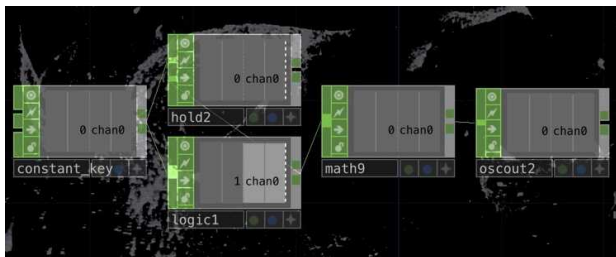 0 chan0
hold2
0 chan0
constant_key
1 chan0
logic1
0 chan0
math9
0 chan0
oscout2